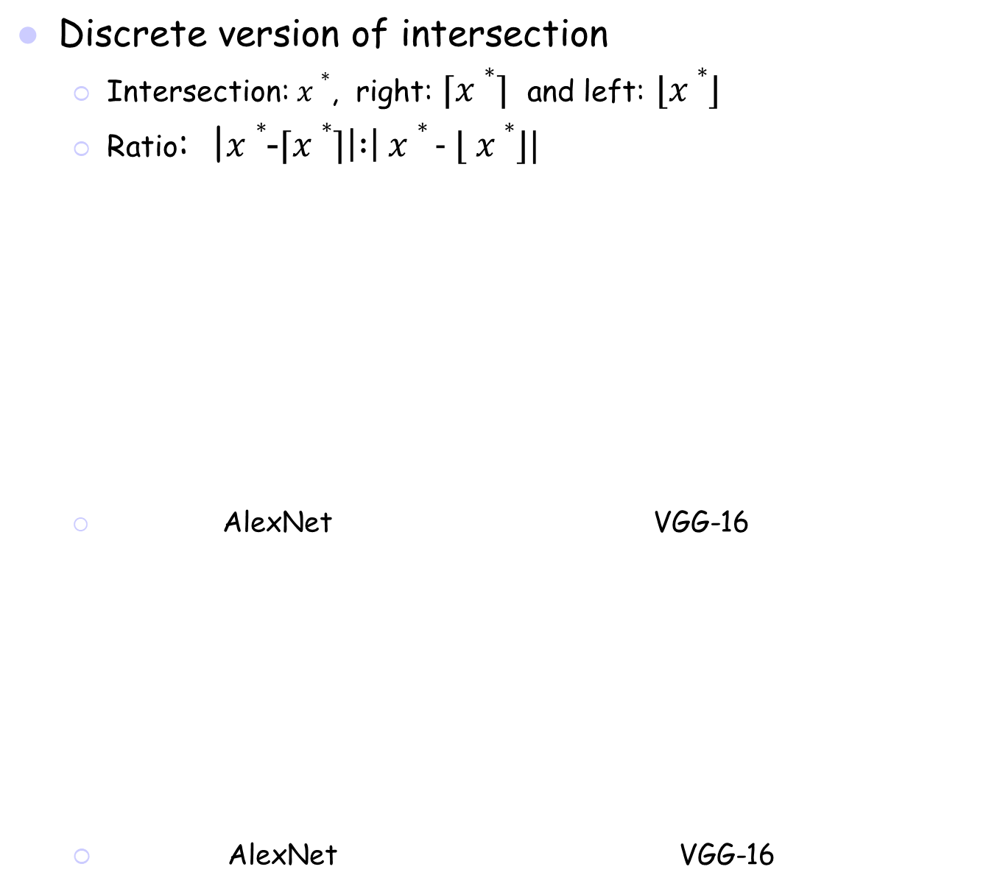 Discrete version of intersection
Intersection: x*, right: ⌈x*⌉ and left: ⌊x*⌋
Ratio: |x*-⌈x*⌉|:|x* - ⌊x*⌋|
AlexNet VGG-16
AlexNet VGG-16